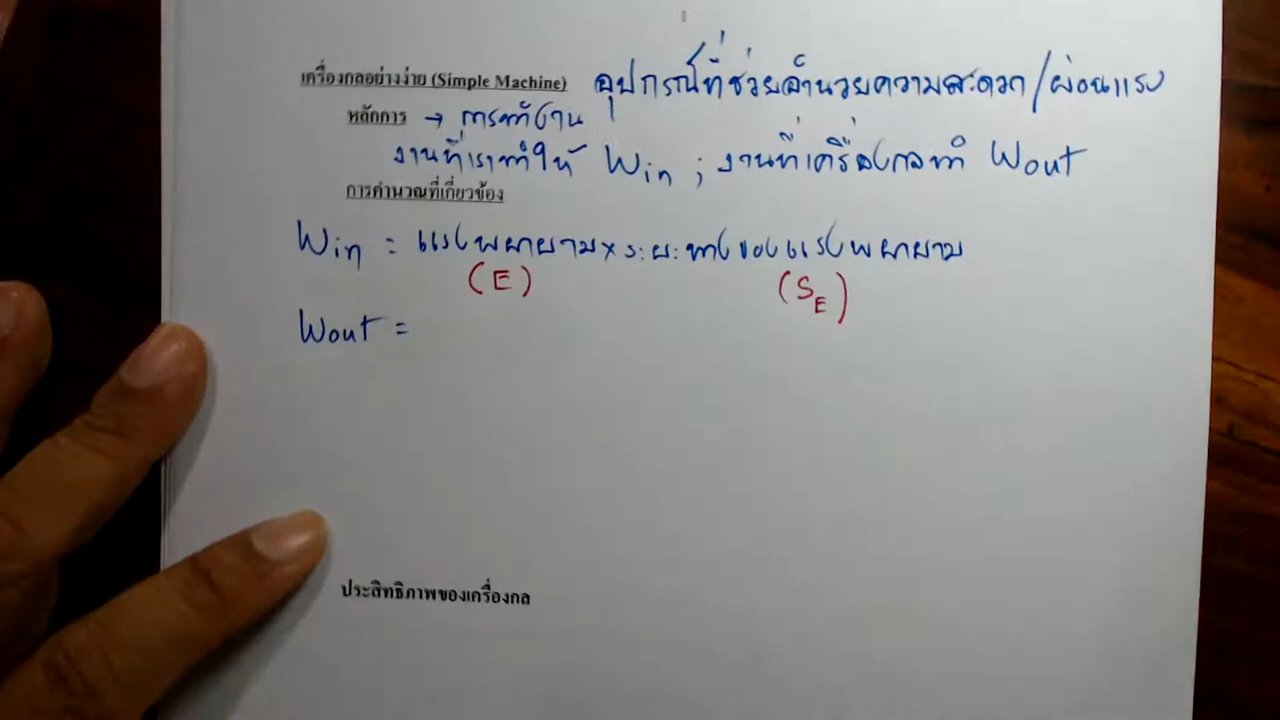 เครื่องกลอย่างง่าย (Simple Machine) อุปกรณ์ที่ช่วยอำนวยความสะดวก/ผ่อนแรง
หลักการ → การทำงาน
งานที่เราทำให้ Win ; งานที่เครื่องกลทำ Wout
การคำนวณที่เกี่ยวข้อง
Win = แรงพยายาม x ระยะทางของแรงพยายาม
(E) (S_E)
Wout =
ประสิทธิภาพของเครื่องกล